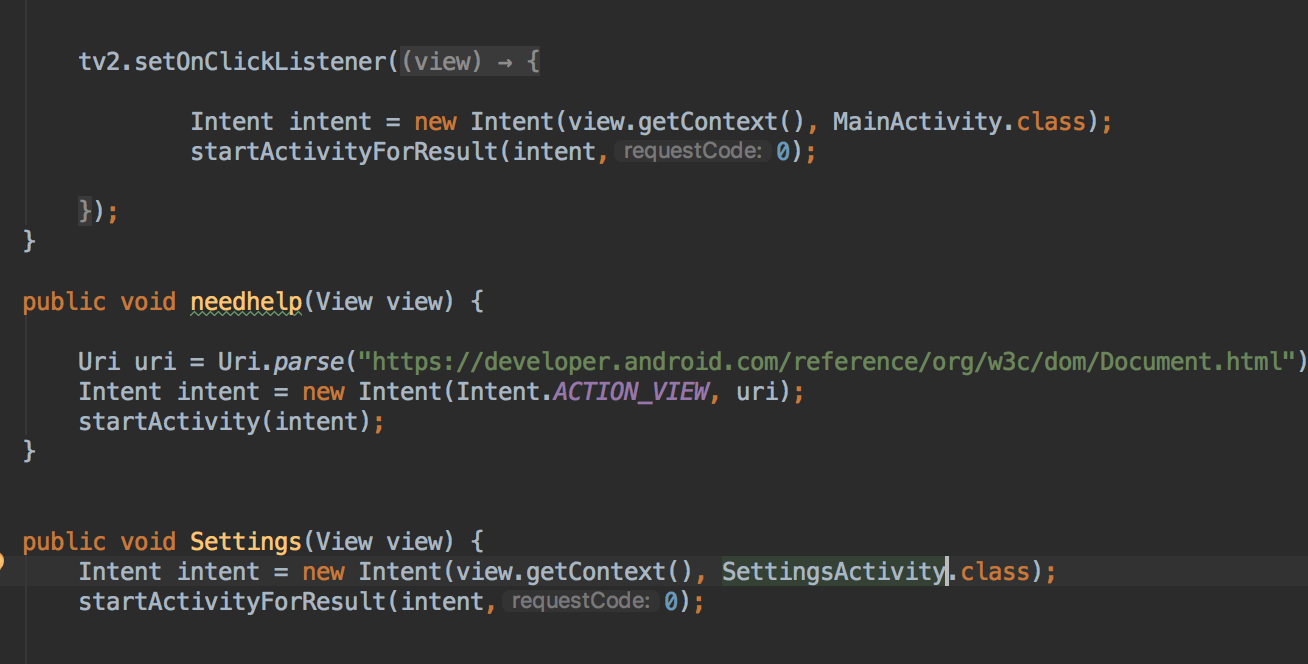 tv2.setOnClickListener((view) → {
Intent intent = new Intent(view.getContext(), MainActivity.class);
startActivityForResult(intent, requestCode: 0);
});
}
public void needhelp(View view) {
Uri uri = Uri.parse("https://developer.android.com/reference/org/w3c/dom/Document.html")
Intent intent = new Intent(Intent.ACTION_VIEW, uri);
startActivity(intent);
}
public void Settings(View view) {
Intent intent = new Intent(view.getContext(), SettingsActivity.class);
startActivityForResult(intent, requestCode: 0);